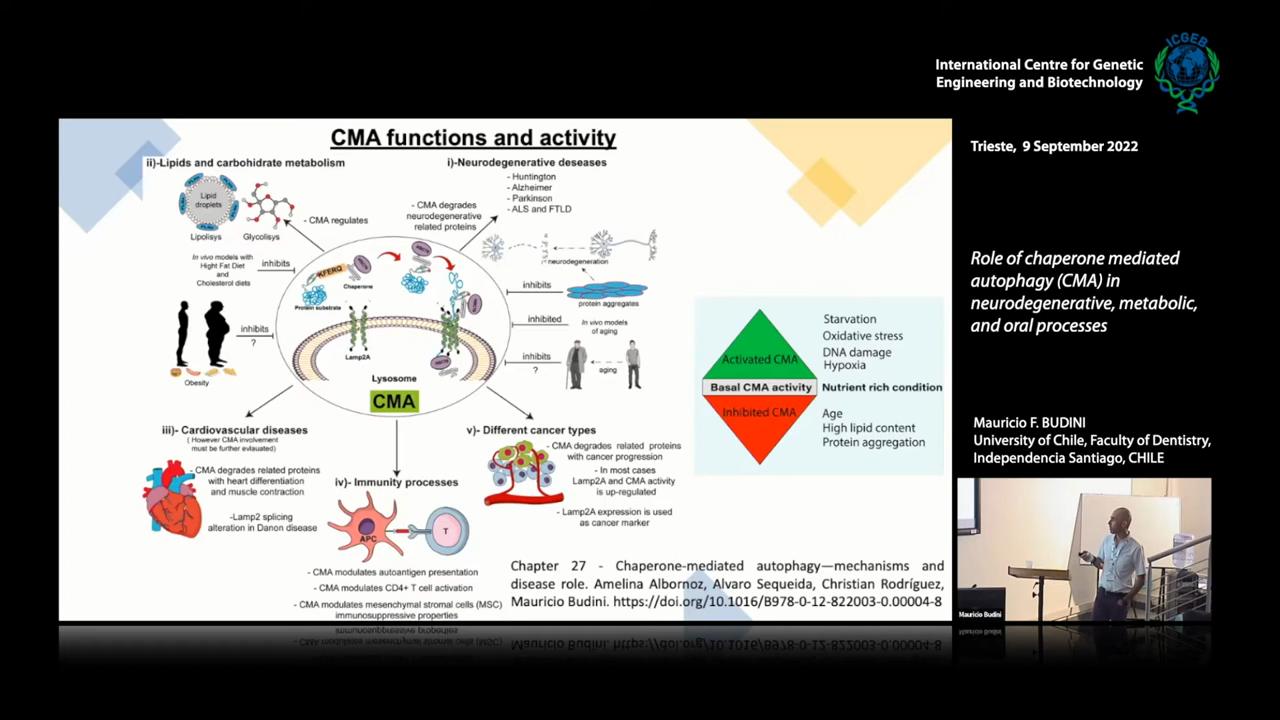 ICGEB
International Centre for Genetic
Engineering and Biotechnology
Trieste, 9 September 2022
Role of chaperone mediated
autophagy (CMA) in
neurodegenerative, metabolic,
and oral processes
Mauricio F. BUDINI
University of Chile, Faculty of Dentistry,
Independencia Santiago, CHILE
Mauricio Budini
CMA functions and activity
ii)-Lipids and carbohidrate metabolism
Lipid
droplets
Lipolisys
Glycolisys
- CMA regulates
In vivo models with
Hight Fat Diet
and
Cholesterol diets
inhibits
inhibits
?
Obesity
i)-Neurodegenerative deseases
- Huntington
- Alzheimer
- Parkinson
- ALS and FTLD
- CMA degrades
neurodegenerative
related proteins
neurodegeneration
inhibits
protein aggregates
inhibited
In vivo models
of aging
inhibits
?
aging
KFERQ
Chaperone
Protein substrate
Lamp2A
Lysosome
CMA
iii)- Cardiovascular diseases
( However CMA involvement
must be further evlauated)
- CMA degrades related proteins
with heart differentiation
and muscle contraction
-Lamp2 splicing
alteration in Danon disease
iv)- Immunity processes
APC
T
- CMA modulates autoantigen presentation
- CMA modulates CD4+ T cell activation
- CMA modulates mesenchymal stromal cells (MSC)
immunosuppressive properties
v)- Different cancer types
- CMA degrades related proteins
with cancer progression
- In most cases
Lamp2A and CMA activity
is up-regulated
- Lamp2A expression is used
as cancer marker
Activated CMA
Basal CMA activity
Inhibited CMA
Starvation
Oxidative stress
DNA damage
Hypoxia
Nutrient rich condition
Age
High lipid content
Protein aggregation
Chapter 27 - Chaperone-mediated autophagy—mechanisms and
disease role. Amelina Albornoz, Alvaro Sequeida, Christian Rodríguez,
Mauricio Budini. https://doi.org/10.1016/B978-0-12-822003-0.00004-8